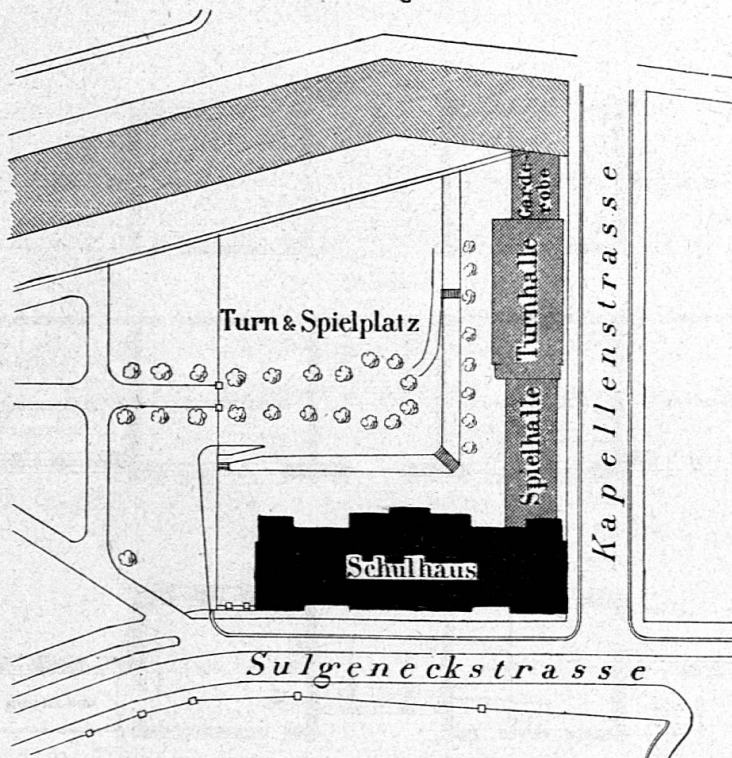 Garde-
robe
Turnhalle
Turn & Spielplatz
Spielhalle
Kapellenstrasse
Schulhaus
Sulgeneckstrasse